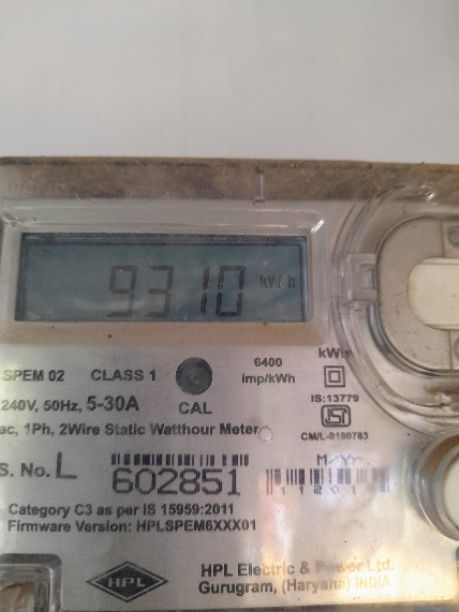 9310 kWh
SPEM 02 CLASS 1
6400 imp/kWh
240V, 50Hz, 5-30A CAL
IS:13779
ac, 1Ph, 2Wire Static Watthour Meter
CM/L-9190783
S. No. L 602851
M/Yr.
Category C3 as per IS 15959:2011
Firmware Version: HPLSPEM6XXX01
HPL
HPL Electric & Power Ltd.
Gurugram, (Haryana) INDIA